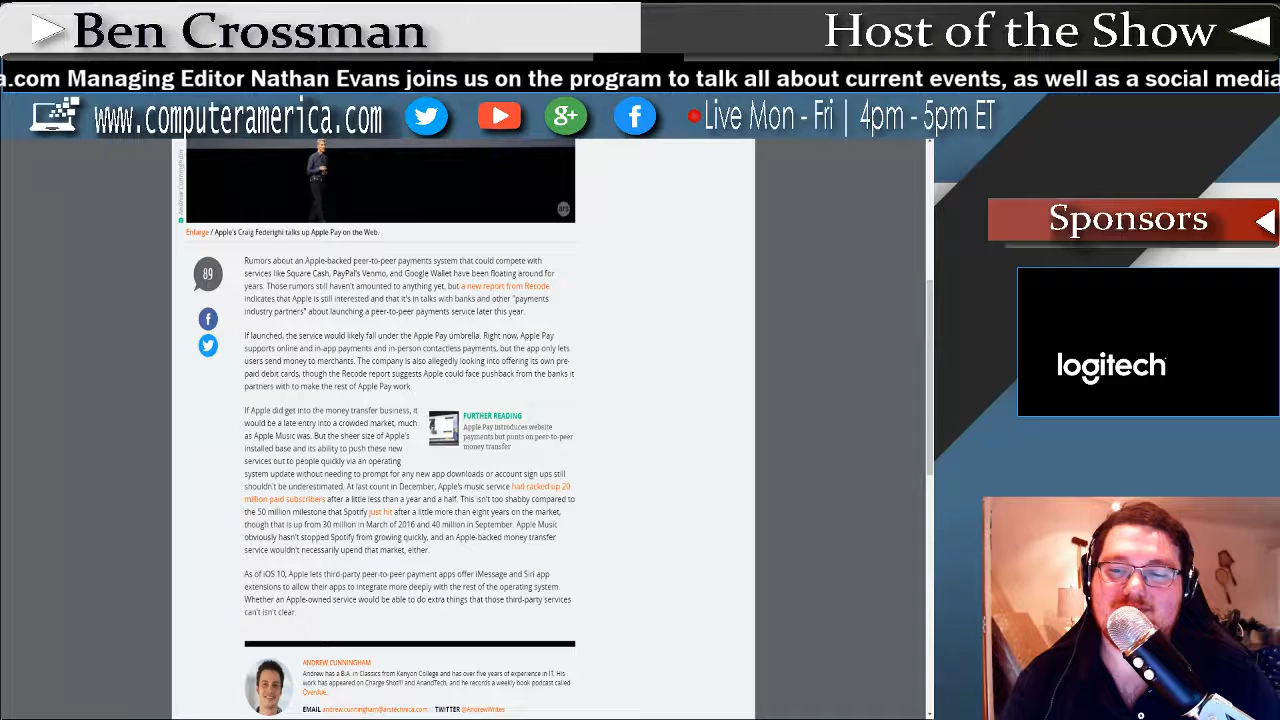 Ben Crossman
Host of the Show
a.com Managing Editor Nathan Evans joins us on the program to talk all about current events, as well as a social media
www.computeramerica.com
g+
f
Live Mon - Fri | 4pm - 5pm ET
Sponsors
logitech
Andrew Cunningham
ars
Enlarge / Apple's Craig Federighi talks up Apple Pay on the Web.
89
f
Rumors about an Apple-backed peer-to-peer payments system that could compete with
services like Square Cash, PayPal's Venmo, and Google Wallet have been floating around for
years. Those rumors still haven't amounted to anything yet, but a new report from Recode
indicates that Apple is still interested and that it's in talks with banks and other "payments
industry partners" about launching a peer-to-peer payments service later this year.
If launched, the service would likely fall under the Apple Pay umbrella. Right now, Apple Pay
supports online and in-app payments and in-person contactless payments, but the app only lets
users send money to merchants. The company is also allegedly looking into offering its own pre-
paid debit cards, though the Recode report suggests Apple could face pushback from the banks it
partners with to make the rest of Apple Pay work.
If Apple did get into the money transfer business, it
would be a late entry into a crowded market, much
as Apple Music was. But the sheer size of Apple's
installed base and its ability to push these new
services out to people quickly via an operating
system update without needing to prompt for any new app downloads or account sign ups still
shouldn't be underestimated. At last count in December, Apple's music service had racked up 20
million paid subscribers after a little less than a year and a half. This isn't too shabby compared to
the 50 million milestone that Spotify just hit after a little more than eight years on the market,
though that is up from 30 million in March of 2016 and 40 million in September. Apple Music
obviously hasn't stopped Spotify from growing quickly, and an Apple-backed money transfer
service wouldn't necessarily upend that market, either.
FURTHER READING
Apple Pay introduces website
payments but punts on peer-to-peer
money transfer
As of iOS 10, Apple lets third-party peer-to-peer payment apps offer iMessage and Siri app
extensions to allow their apps to integrate more deeply with the rest of the operating system.
Whether an Apple-owned service would be able to do extra things that those third-party services
can't isn't clear.
ANDREW CUNNINGHAM
Andrew has a B.A. in Classics from Kenyon College and has over five years of experience in IT. His
work has appeared on Charge Shot!!! and AnandTech, and he records a weekly book podcast called
Overdue.
EMAIL andrew.cunningham@arstechnica.com / TWITTER @AndrewWrites